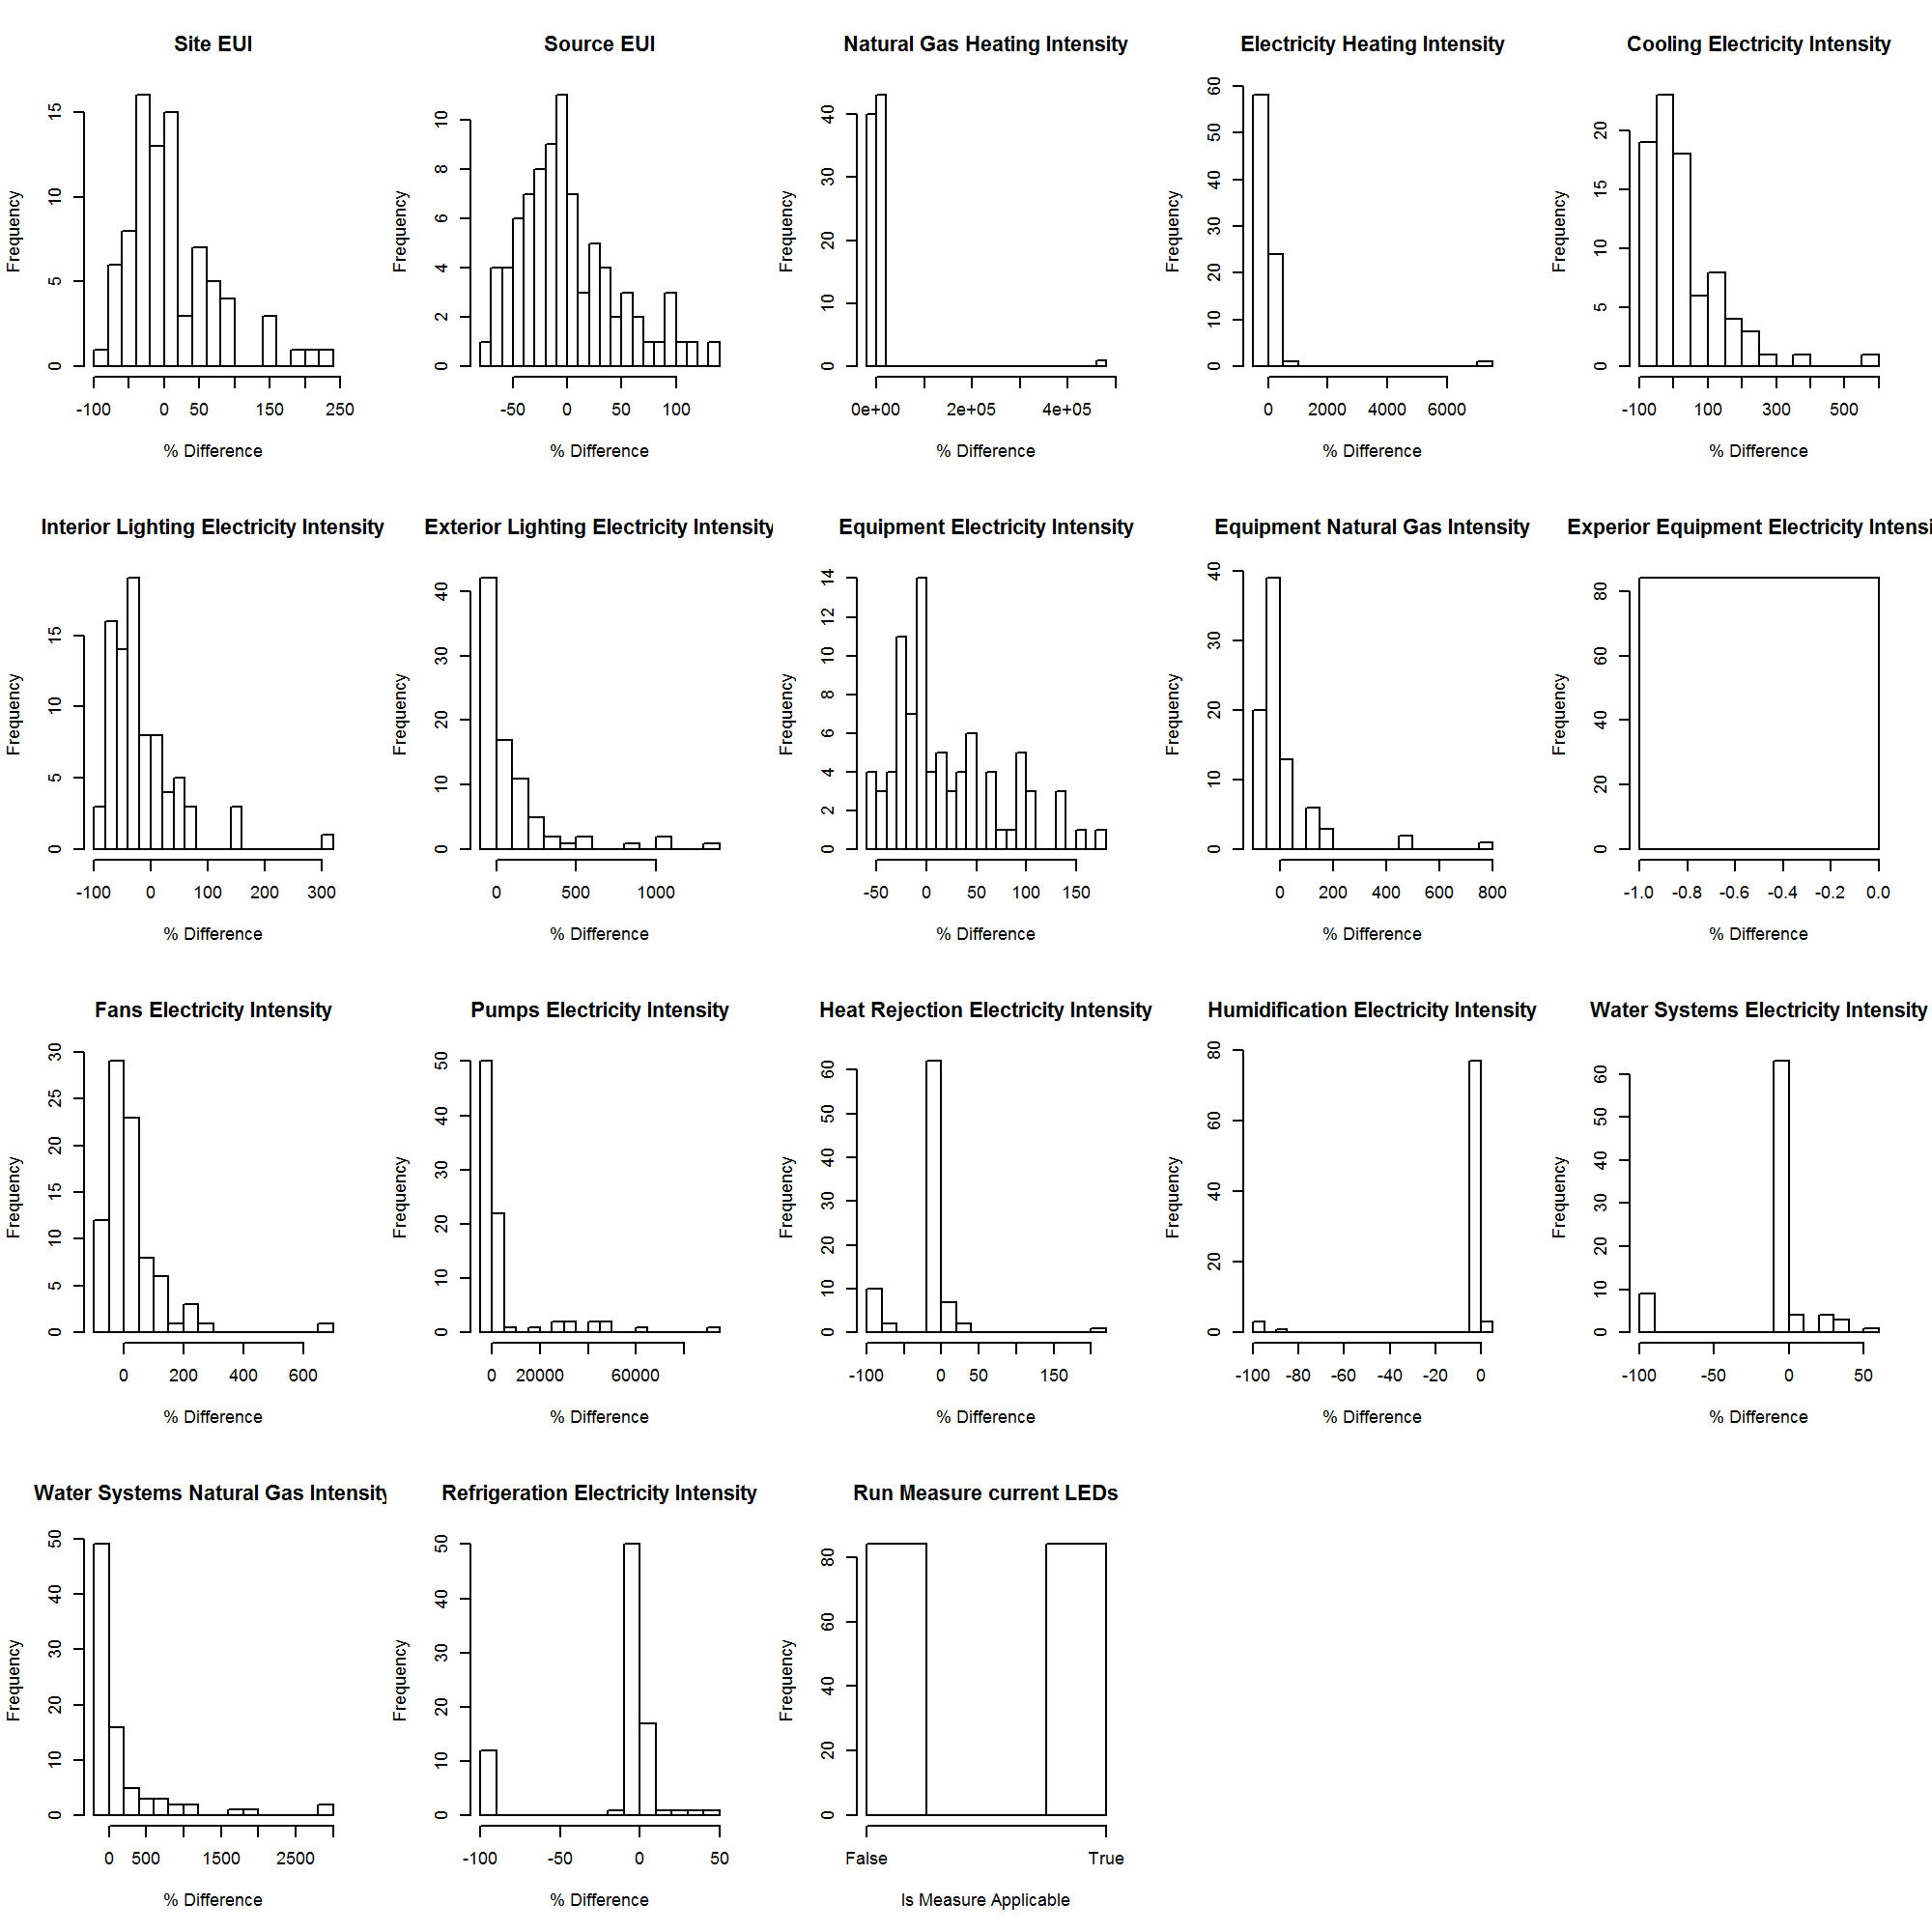 Site EUI
Frequency
0 5 10 15
-100 0 50 150 250
% Difference
Source EUI
Frequency
0 2 4 6 8 10
-50 0 50 100
% Difference
Natural Gas Heating Intensity
Frequency
0 10 20 30 40
0e+00 2e+05 4e+05
% Difference
Electricity Heating Intensity
Frequency
0 10 20 30 40 50 60
0 2000 4000 6000
% Difference
Cooling Electricity Intensity
Frequency
0 5 10 15 20
-100 100 300 500
% Difference
Interior Lighting Electricity Intensity
Frequency
0 5 10 15
-100 0 100 200 300
% Difference
Exterior Lighting Electricity Intensity
Frequency
0 10 20 30 40
0 500 1000
% Difference
Equipment Electricity Intensity
Frequency
0 2 4 6 8 10 12 14
-50 0 50 100 150
% Difference
Equipment Natural Gas Intensity
Frequency
0 10 20 30 40
0 200 400 600 800
% Difference
Experior Equipment Electricity Intensi
Frequency
0 20 40 60 80
-1.0 -0.8 -0.6 -0.4 -0.2 0.0
% Difference
Fans Electricity Intensity
Frequency
0 5 10 15 20 25 30
0 200 400 600
% Difference
Pumps Electricity Intensity
Frequency
0 10 20 30 40 50
0 20000 60000
% Difference
Heat Rejection Electricity Intensity
Frequency
0 10 20 30 40 50 60
-100 0 50 150
% Difference
Humidification Electricity Intensity
Frequency
0 20 40 60 80
-100 -80 -60 -40 -20 0
% Difference
Water Systems Electricity Intensity
Frequency
0 10 20 30 40 50 60
-100 -50 0 50
% Difference
Water Systems Natural Gas Intensity
Frequency
0 10 20 30 40 50
0 500 1500 2500
% Difference
Refrigeration Electricity Intensity
Frequency
0 10 20 30 40 50
-100 -50 0 50
% Difference
Run Measure current LEDs
Frequency
0 20 40 60 80
False True
Is Measure Applicable